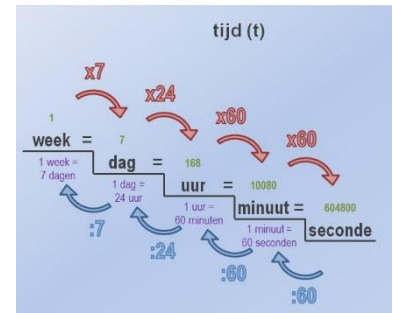 tijd (t)
x7
x24
x60
x60
1
week =
7
dag =
168
uur =
10080
minuut =
604800
seconde
1 week =
7 dagen
1 dag =
24 uur
1 uur =
60 minuten
1 minuut =
60 seconden
:7
:24
:60
:60